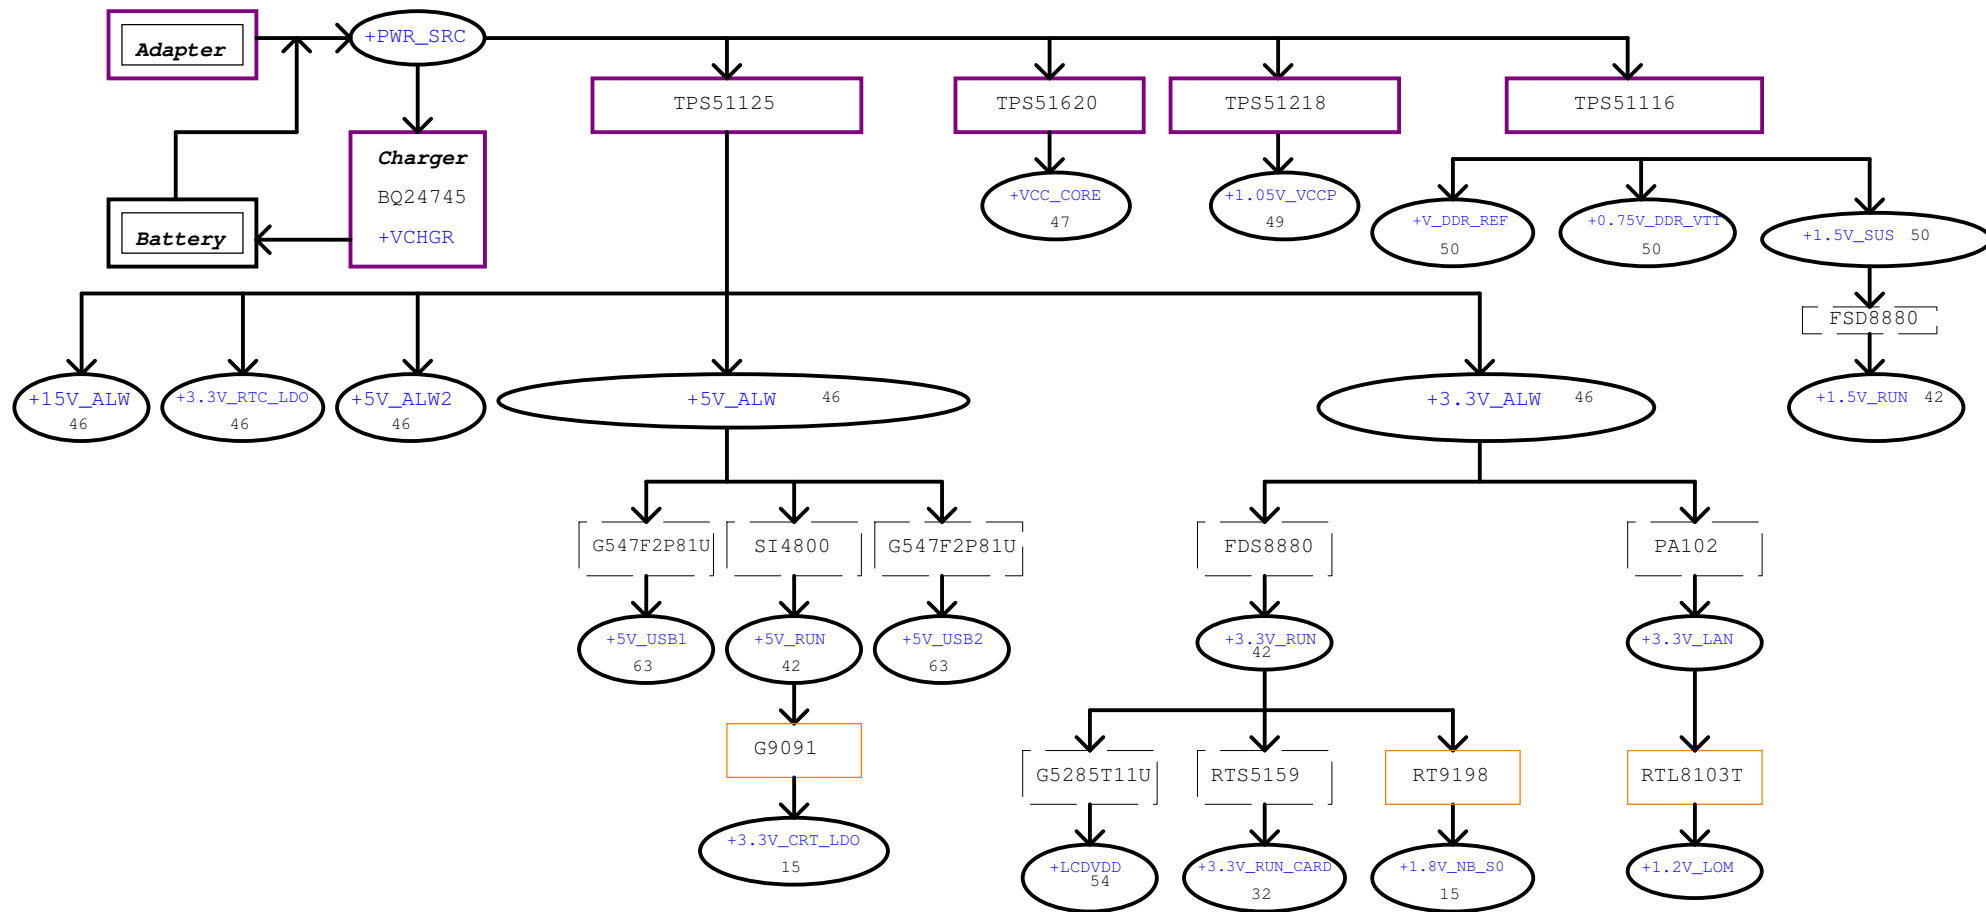 Adapter
+PWR_SRC
TPS51125
TPS51620
TPS51218
TPS51116
Charger
BQ24745
+VCHGR
Battery
+VCC_CORE
47
+1.05V_VCCP
49
+V_DDR_REF
50
+0.75V_DDR_VTT
50
+1.5V_SUS 50
FSD8880
+15V_ALW
46
+3.3V_RTC_LDO
46
+5V_ALW2
46
+5V_ALW 46
+3.3V_ALW 46
+1.5V_RUN 42
G547F2P81U
SI4800
G547F2P81U
FDS8880
PA102
+5V_USB1
63
+5V_RUN
42
+5V_USB2
63
+3.3V_RUN
42
+3.3V_LAN
G9091
G5285T11U
RTS5159
RT9198
RTL8103T
+3.3V_CRT_LDO
15
+LCDVDD
54
+3.3V_RUN_CARD
32
+1.8V_NB_S0
15
+1.2V_LOM